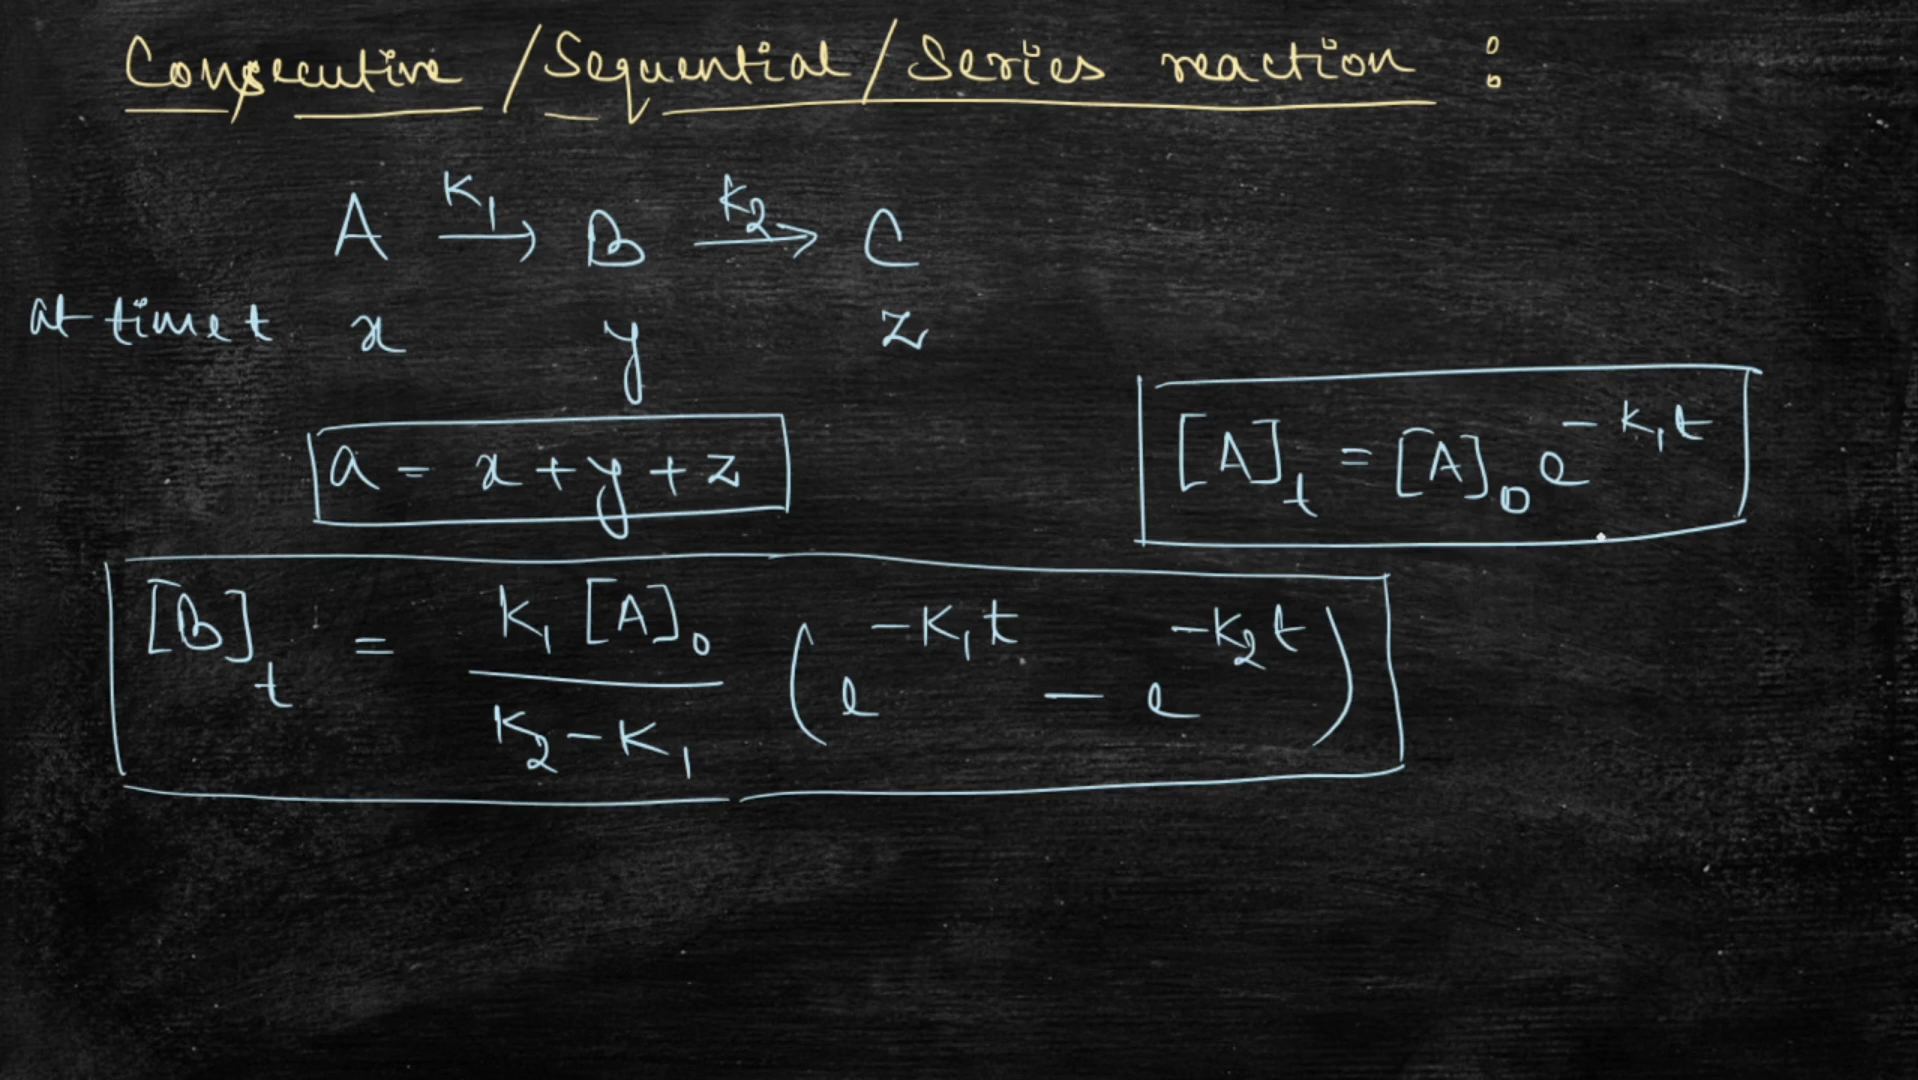 Consecutive / Sequential / Series reaction :
A —K₁→ B —k₂→ C
at time t x y z
a = x + y + z
[A]ₜ = [A]₀ e^(-K₁t)
[B]ₜ = K₁ [A]₀ / (K₂ - K₁) (e^(-K₁t) - e^(-K₂t))